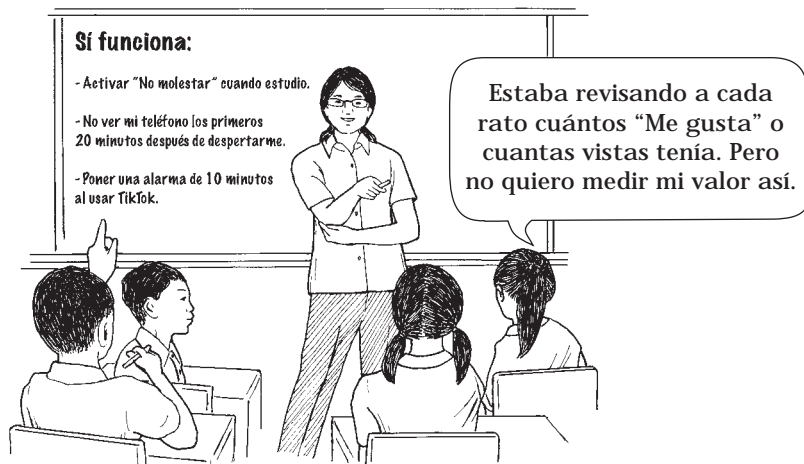 Sí funciona:
- Activar "No molestar" cuando estudio.
- No ver mi teléfono los primeros
20 minutos después de despertarme.
- Poner una alarma de 10 minutos
al usar TikTok.
Estaba revisando a cada
rato cuántos “Me gusta” o
cuantas vistas tenía. Pero
no quiero medir mi valor así.